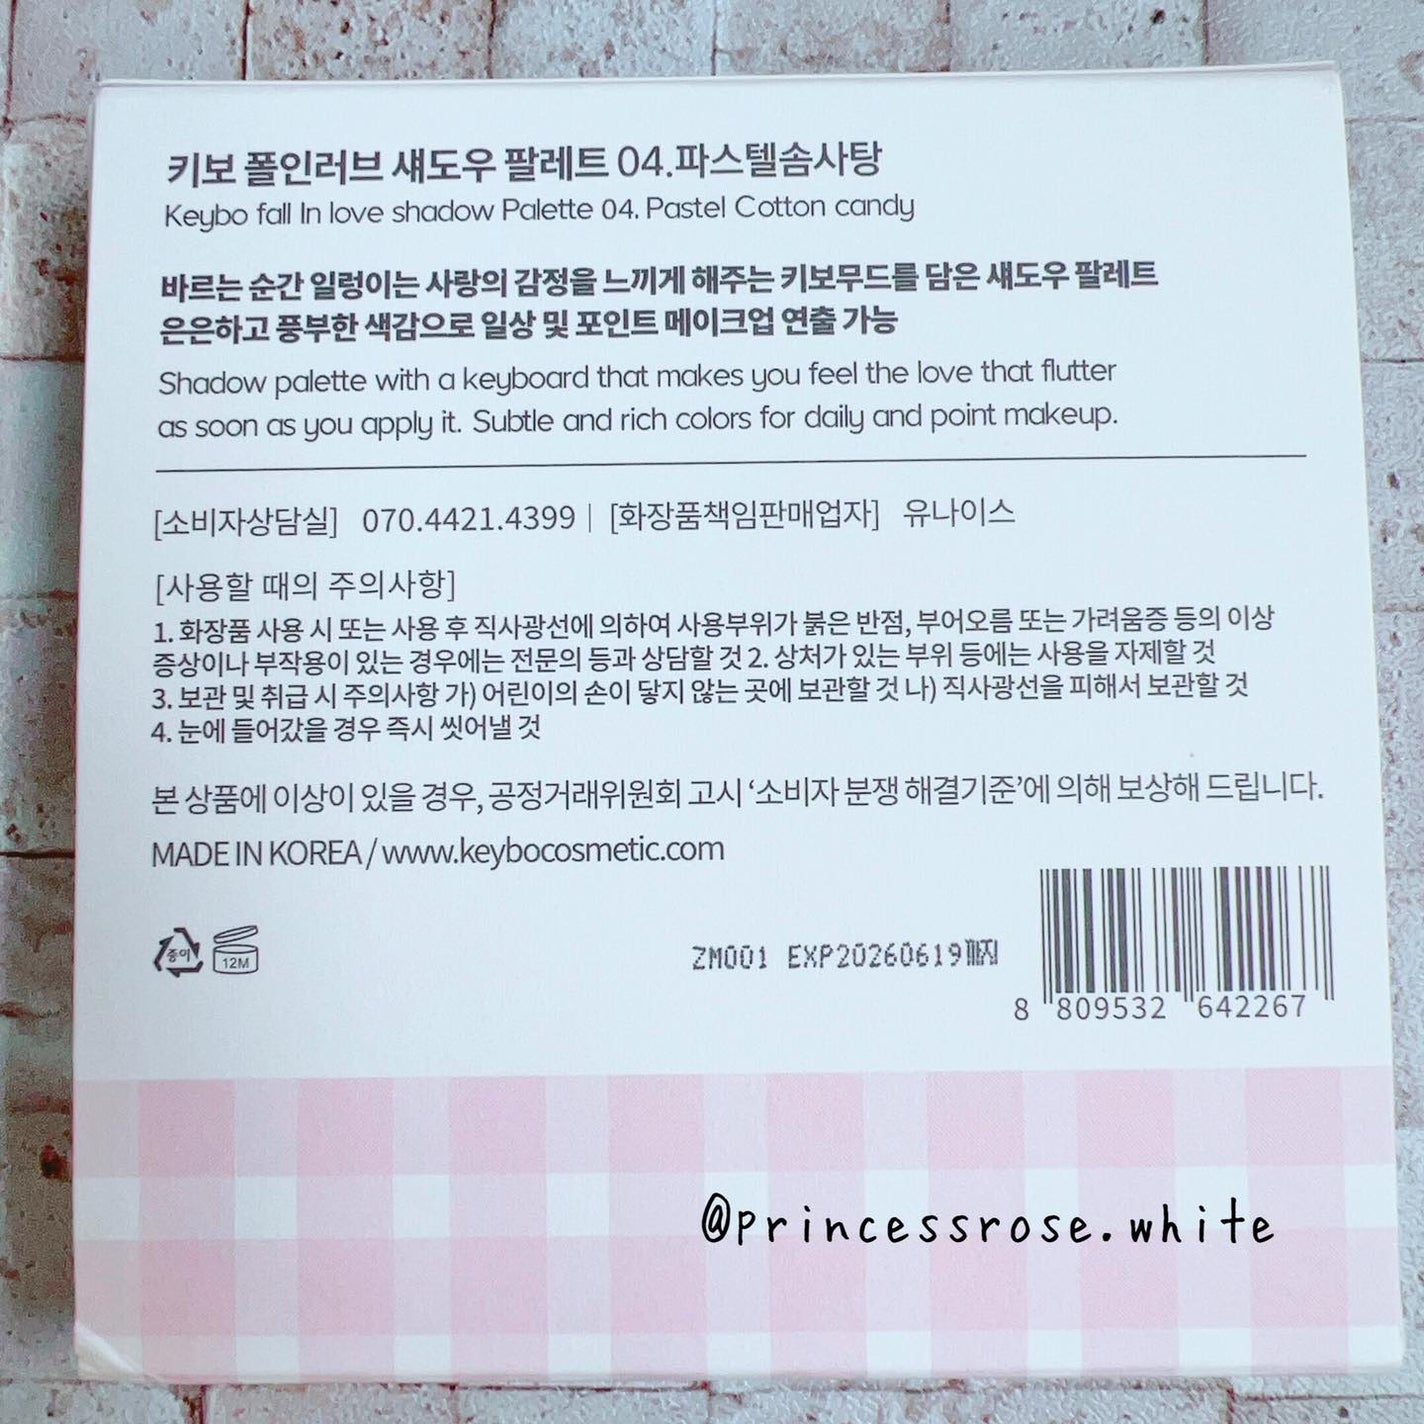 키보 폴인러브 섀도우 팔레트 04.파스텔솜사탕
Keybo fall In love shadow Palette 04. Pastel Cotton candy
바르는 순간 일렁이는 사랑의 감정을 느끼게 해주는 키보무드를 담은 섀도우 팔레트
은은하고 풍부한 색감으로 일상 및 포인트 메이크업 연출 가능
Shadow palette with a keyboard that makes you feel the love that flutter
as soon as you apply it. Subtle and rich colors for daily and point makeup.
[소비자상담실] 070.4421.4399 | [화장품책임판매업자] 유나이스
[사용할 때의 주의사항]
1. 화장품 사용 시 또는 사용 후 직사광선에 의하여 사용부위가 붉은 반점, 부어오름 또는 가려움증 등의 이상
증상이나 부작용이 있는 경우에는 전문의 등과 상담할 것 2. 상처가 있는 부위 등에는 사용을 자제할 것
3. 보관 및 취급 시 주의사항 가) 어린이의 손이 닿지 않는 곳에 보관할 것 나) 직사광선을 피해서 보관할 것
4. 눈에 들어갔을 경우 즉시 씻어낼 것
본 상품에 이상이 있을 경우, 공정거래위원회 고시 ‘소비자 분쟁 해결기준’에 의해 보상해 드립니다.
MADE IN KOREA / www.keybocosmetic.com
종이 12M
ZM001 EXP20260619까지
8 809532 642267
@princessrose.white